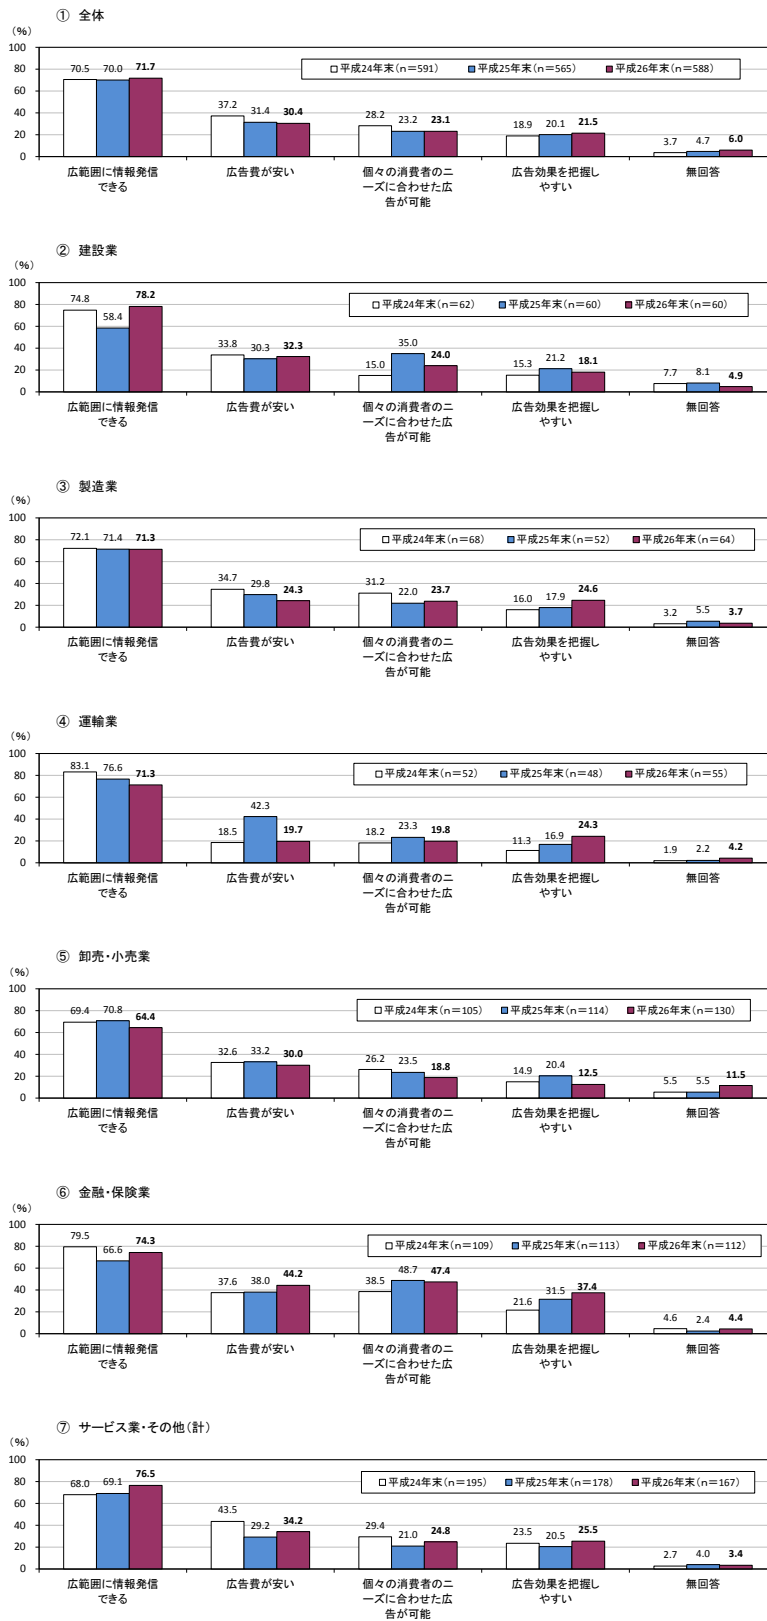 ① 全体
(%)
100
80
60
40
20
0
平成24年末(n=591) 平成25年末(n=565) 平成26年末(n=588)
70.5 70.0 71.7
37.2 31.4 30.4
28.2 23.2 23.1
18.9 20.1 21.5
3.7 4.7 6.0
広範囲に情報発信
できる
広告費が安い
個々の消費者のニ
ーズに合わせた広
告が可能
広告効果を把握し
やすい
無回答
② 建設業
(%)
100
80
60
40
20
0
平成24年末(n=62) 平成25年末(n=60) 平成26年末(n=60)
74.8 58.4 78.2
33.8 30.3 32.3
15.0 35.0 24.0
15.3 21.2 18.1
7.7 8.1 4.9
広範囲に情報発信
できる
広告費が安い
個々の消費者のニ
ーズに合わせた広
告が可能
広告効果を把握し
やすい
無回答
③ 製造業
(%)
100
80
60
40
20
0
平成24年末(n=68) 平成25年末(n=52) 平成26年末(n=64)
72.1 71.4 71.3
34.7 29.8 24.3
31.2 22.0 23.7
16.0 17.9 24.6
3.2 5.5 3.7
広範囲に情報発信
できる
広告費が安い
個々の消費者のニ
ーズに合わせた広
告が可能
広告効果を把握し
やすい
無回答
④ 運輸業
(%)
100
80
60
40
20
0
平成24年末(n=52) 平成25年末(n=48) 平成26年末(n=55)
83.1 76.6 71.3
18.5 42.3 19.7
18.2 23.3 19.8
11.3 16.9 24.3
1.9 2.2 4.2
広範囲に情報発信
できる
広告費が安い
個々の消費者のニ
ーズに合わせた広
告が可能
広告効果を把握し
やすい
無回答
⑤ 卸売・小売業
(%)
100
80
60
40
20
0
平成24年末(n=105) 平成25年末(n=114) 平成26年末(n=130)
69.4 70.8 64.4
32.6 33.2 30.0
26.2 23.5 18.8
14.9 20.4 12.5
5.5 5.5 11.5
広範囲に情報発信
できる
広告費が安い
個々の消費者のニ
ーズに合わせた広
告が可能
広告効果を把握し
やすい
無回答
⑥ 金融・保険業
(%)
100
80
60
40
20
0
平成24年末(n=109) 平成25年末(n=113) 平成26年末(n=112)
79.5 66.6 74.3
37.6 38.0 44.2
38.5 48.7 47.4
21.6 31.5 37.4
4.6 2.4 4.4
広範囲に情報発信
できる
広告費が安い
個々の消費者のニ
ーズに合わせた広
告が可能
広告効果を把握し
やすい
無回答
⑦ サービス業・その他(計)
(%)
100
80
60
40
20
0
平成24年末(n=195) 平成25年末(n=178) 平成26年末(n=167)
68.0 69.1 76.5
43.5 29.2 34.2
29.4 21.0 24.8
23.5 20.5 25.5
2.7 4.0 3.4
広範囲に情報発信
できる
広告費が安い
個々の消費者のニ
ーズに合わせた広
告が可能
広告効果を把握し
やすい
無回答